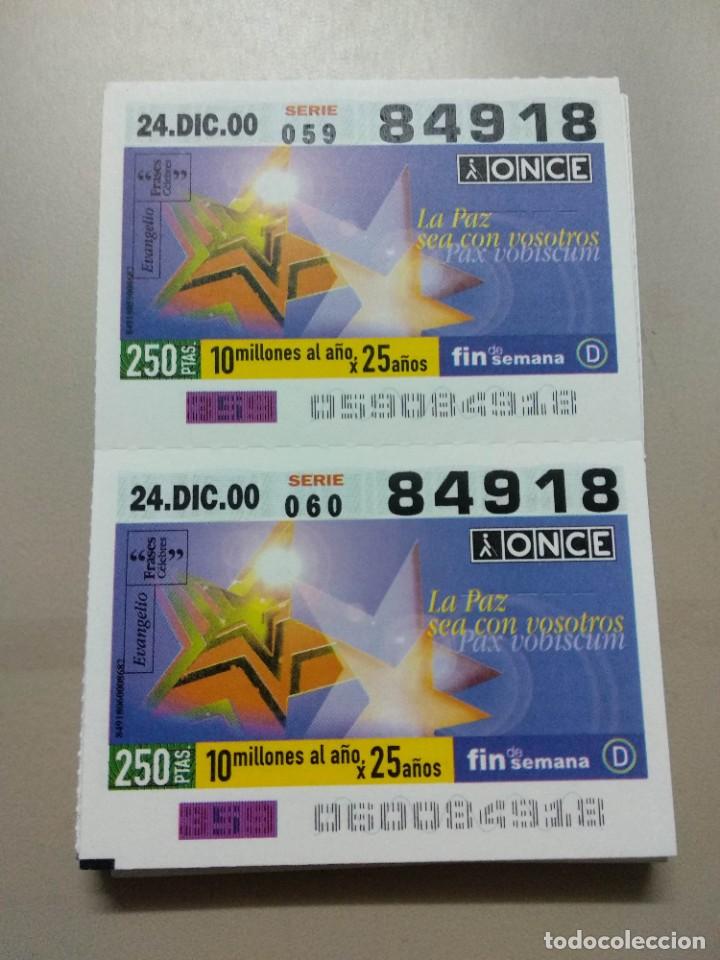 24.DIC.00 SERIE 059 84918
ONCE
“ Frases Célebres ”
Evangelio
La Paz
sea con vosotros
Pax vobiscum
250 PTAS. 10 millones al año, x 25 años fin de semana D
059084918
24.DIC.00 SERIE 060 84918
ONCE
“ Frases Célebres ”
Evangelio
La Paz
sea con vosotros
Pax vobiscum
84918060008682
250 PTAS. 10 millones al año, x 25 años fin de semana D
060084918
todocoleccion